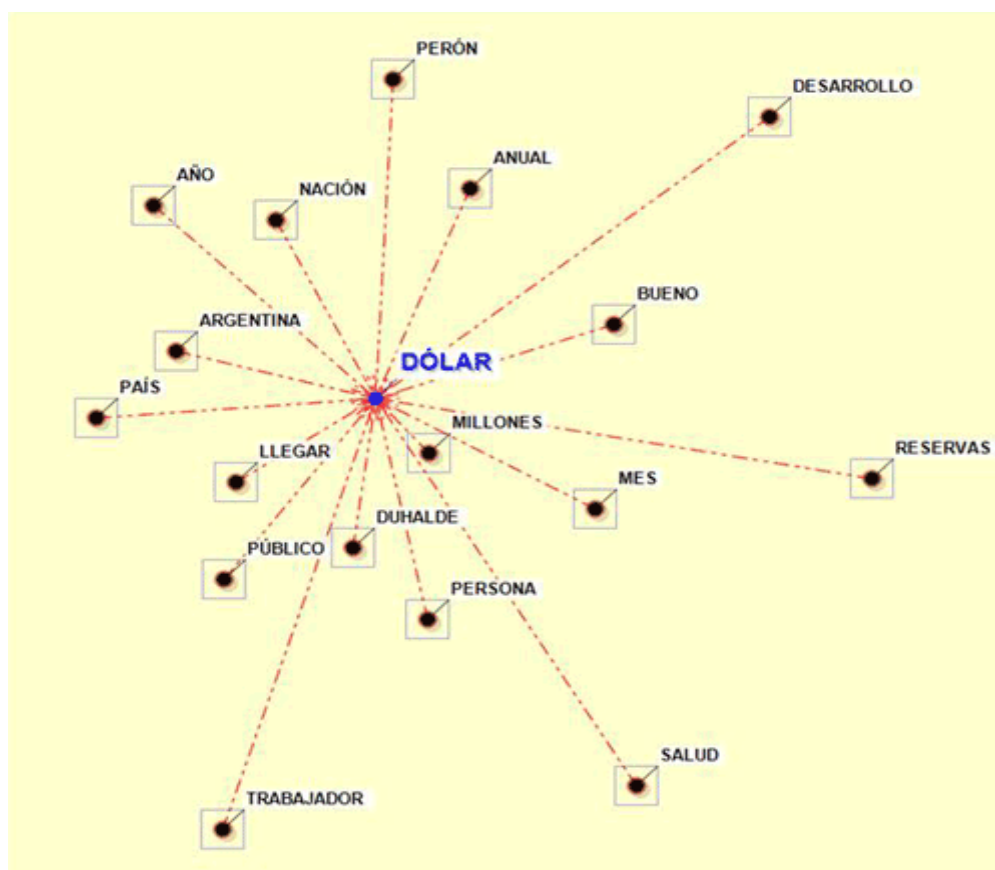 PERÓN
DESARROLLO
ANUAL
AÑO
NACIÓN
BUENO
ARGENTINA
DÓLAR
PAÍS
MILLONES
RESERVAS
LLEGAR
MES
DUHALDE
PÚBLICO
PERSONA
SALUD
TRABAJADOR